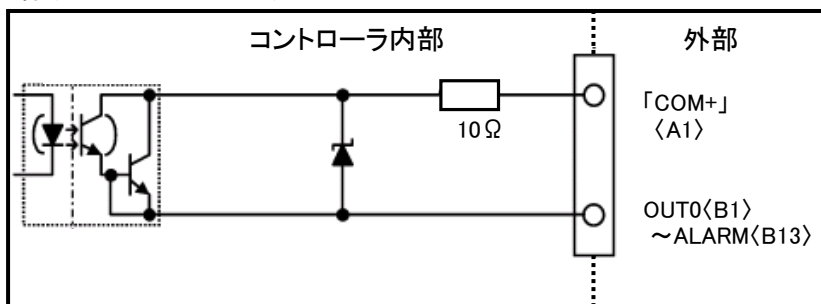 コントローラ内部
外部
10Ω
「COM+」
〈A1〉
OUT0〈B1〉
～ALARM〈B13〉